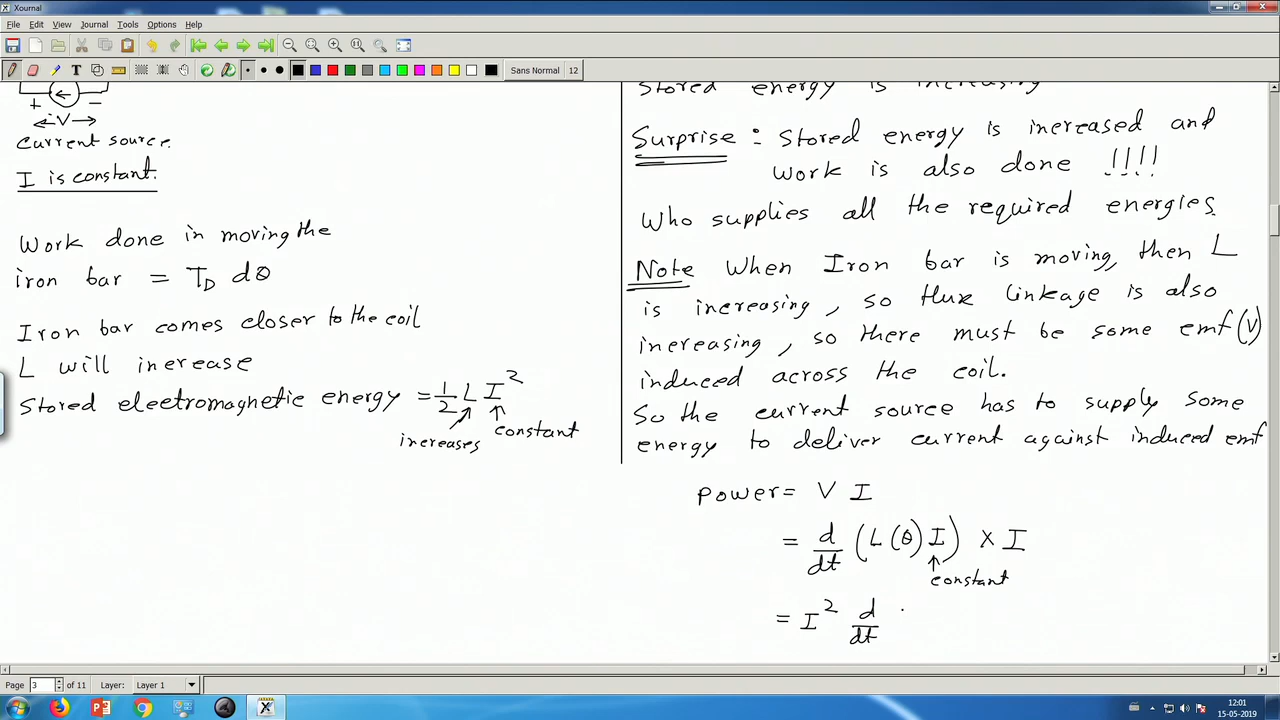 Xournal
File Edit View Journal Tools Options Help
Sans Normal 12
+ −
V
Current source.
I is constant.
Work done in moving the
iron bar = T_D dθ
Iron bar comes closer to the coil
L will increase
Stored electromagnetic energy = 1/2 L I^2
increases constant
Stored energy is increasing
Surprise : Stored energy is increased and
work is also done !!!!
Who supplies all the required energies
Note When Iron bar is moving, then L
is increasing, so flux linkage is also
increasing, so there must be some emf (V)
induced across the coil.
So the current source has to supply some
energy to deliver current against induced emf
Power = V I
= d/dt (L(θ) I) × I
constant
= I^2 d/dt
Page 3 of 11 Layer: Layer 1
12:01
15-05-2019